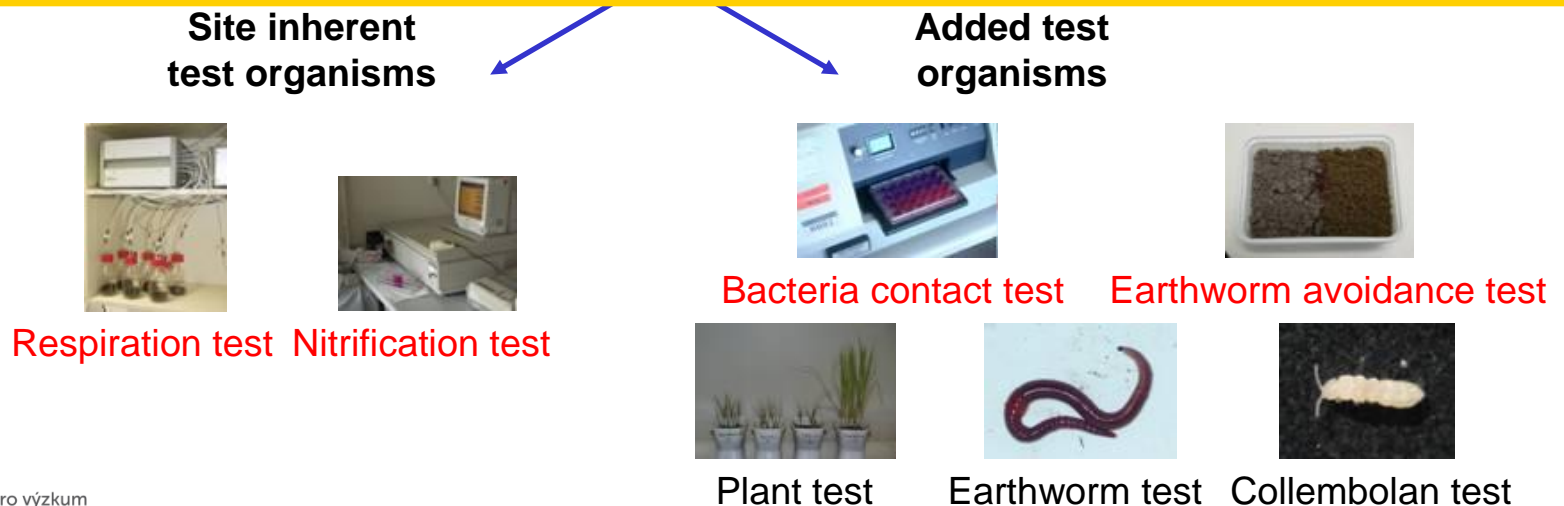 Site inherent
test organisms
Added test
organisms
Respiration test
Nitrification test
Bacteria contact test
Earthworm avoidance test
Plant test
Earthworm test
Collembolan test
ro výzkum